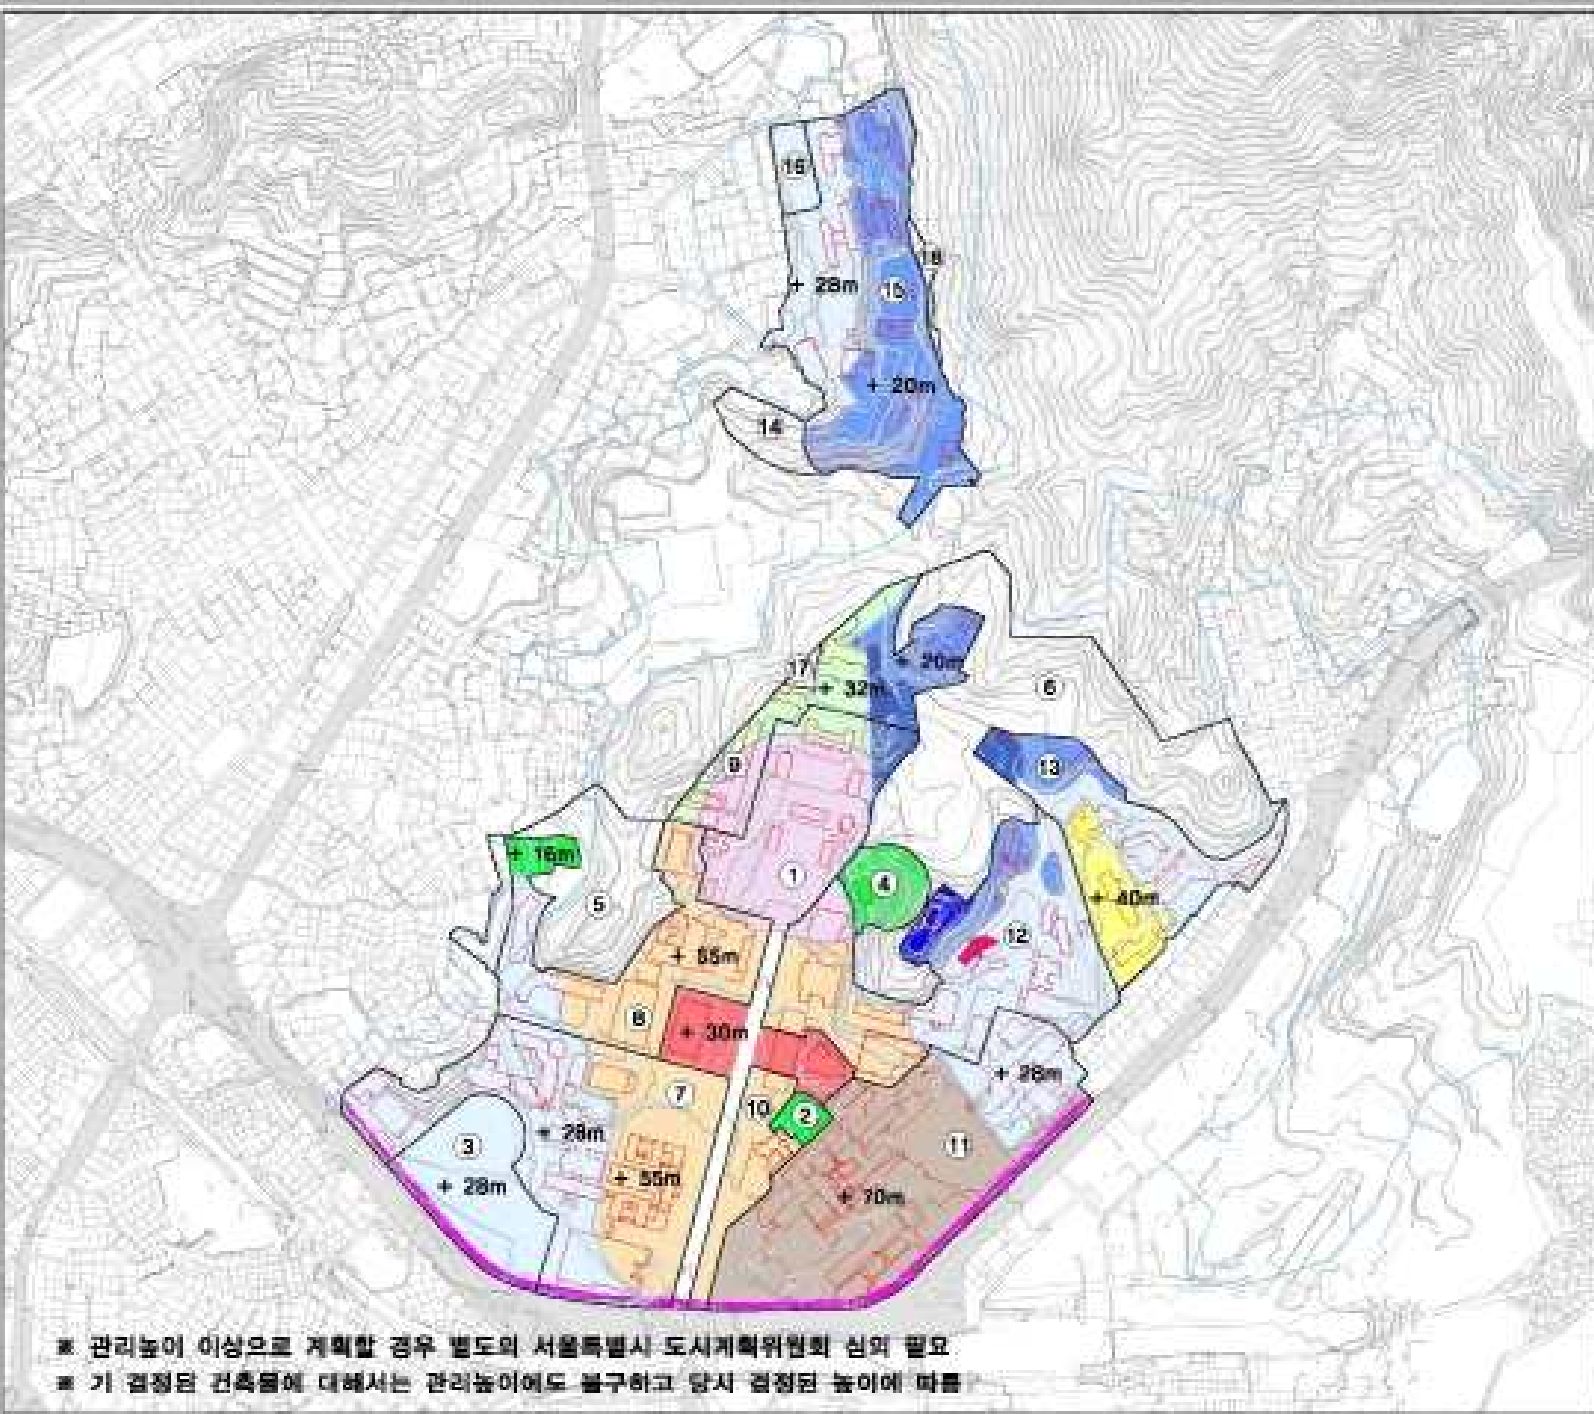 16
18
+ 28m
15
+ 20m
14
+ 20m
17
+ 32m
6
9
13
+ 16m
1
4
5
+ 40m
12
+ 55m
8
+ 30m
+ 28m
7
10
2
3
+ 28m
11
+ 28m
+ 55m
+ 70m
※ 관리높이 이상으로 계획할 경우 별도의 서울특별시 도시계획위원회 심의 필요
※ 기 결정된 건축물에 대해서는 관리높이에도 불구하고 당시 결정된 높이에 따름